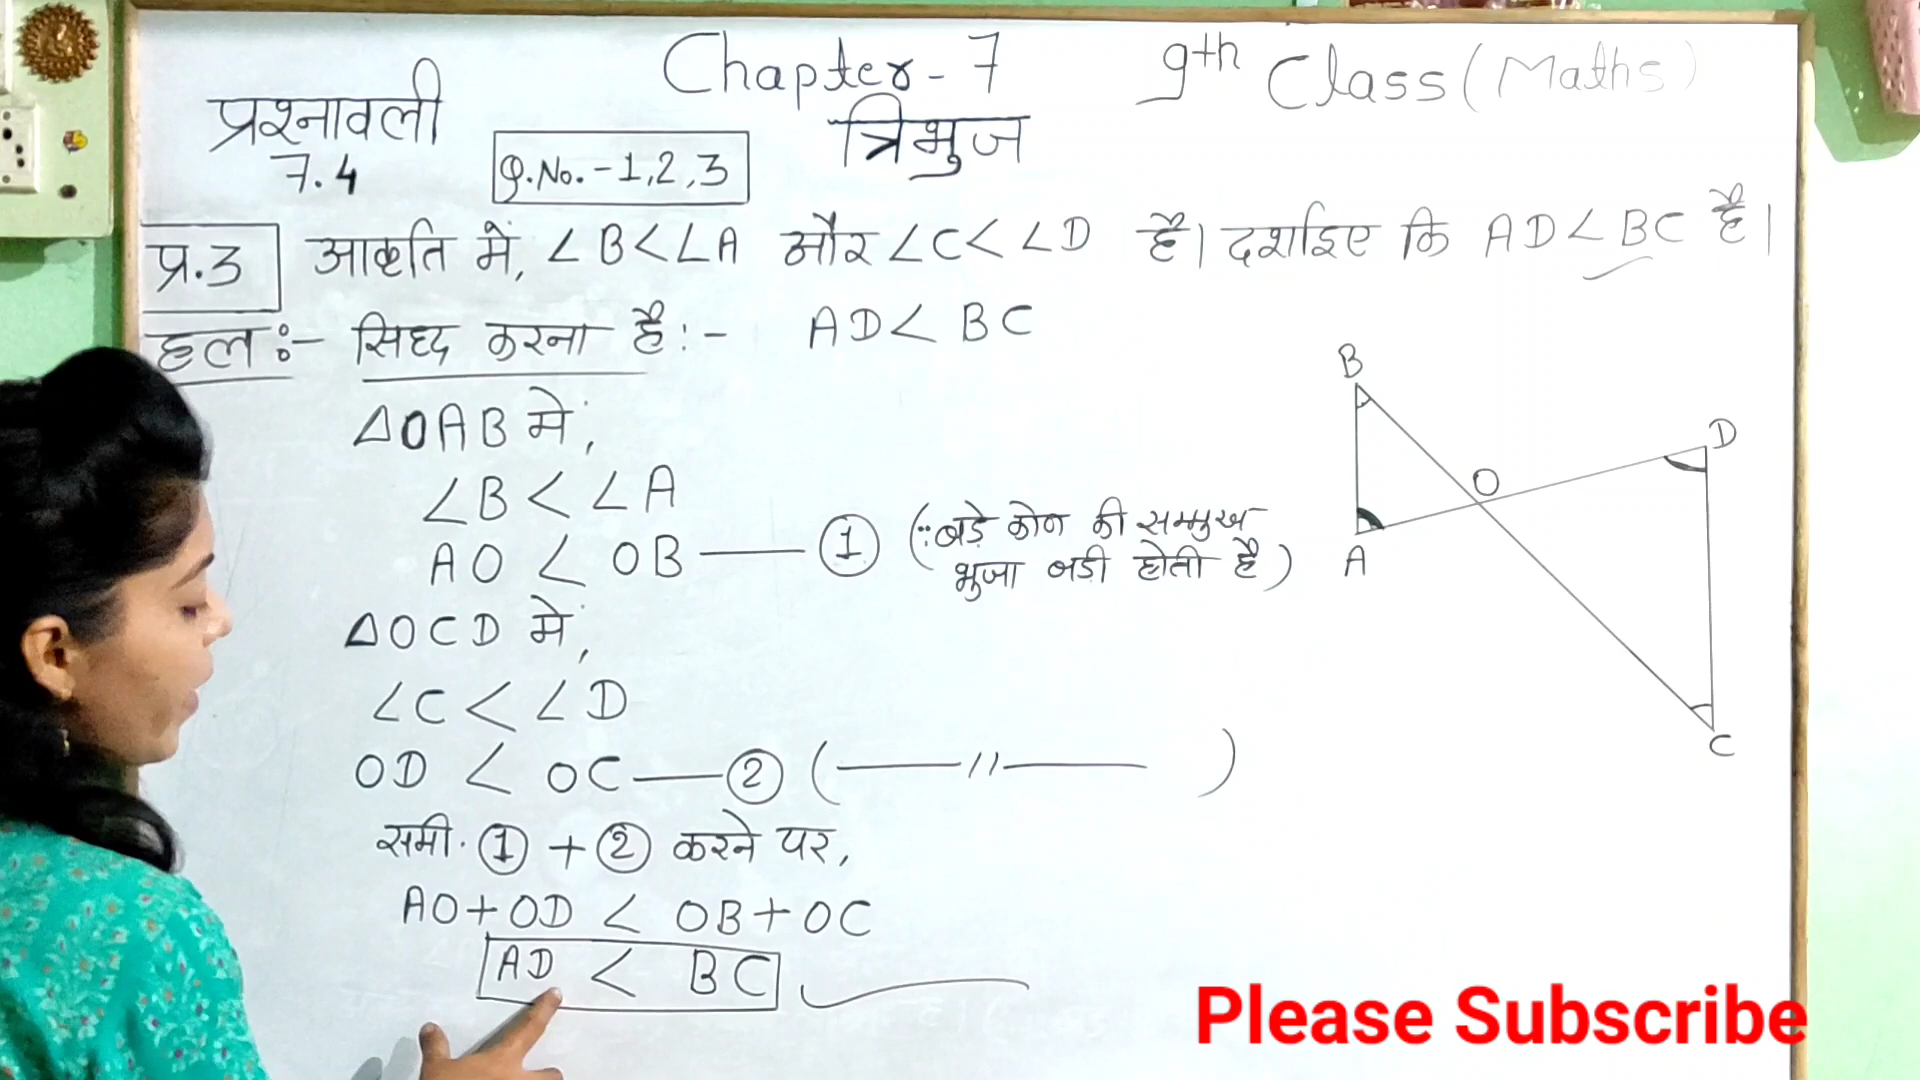 Chapter-7 9th Class (Maths)
प्रश्नावली
7.4
Q.No.-1,2,3
त्रिभुज
प्र.3 आकृति में, ∠B<∠A और ∠C<∠D है। दर्शाइए कि AD<BC है।
हल:- सिध्द करना है:- AD<BC
△OAB में,
∠B<∠A
AO<OB——① (∵बड़े कोण की सम्मुख
भुजा बड़ी होती है)
△OCD में,
∠C<∠D
OD<OC——②(——〃——)
समी. ①+② करने पर,
AO+OD<OB+OC
AD<BC
B
D
O
A
C
Please Subscribe